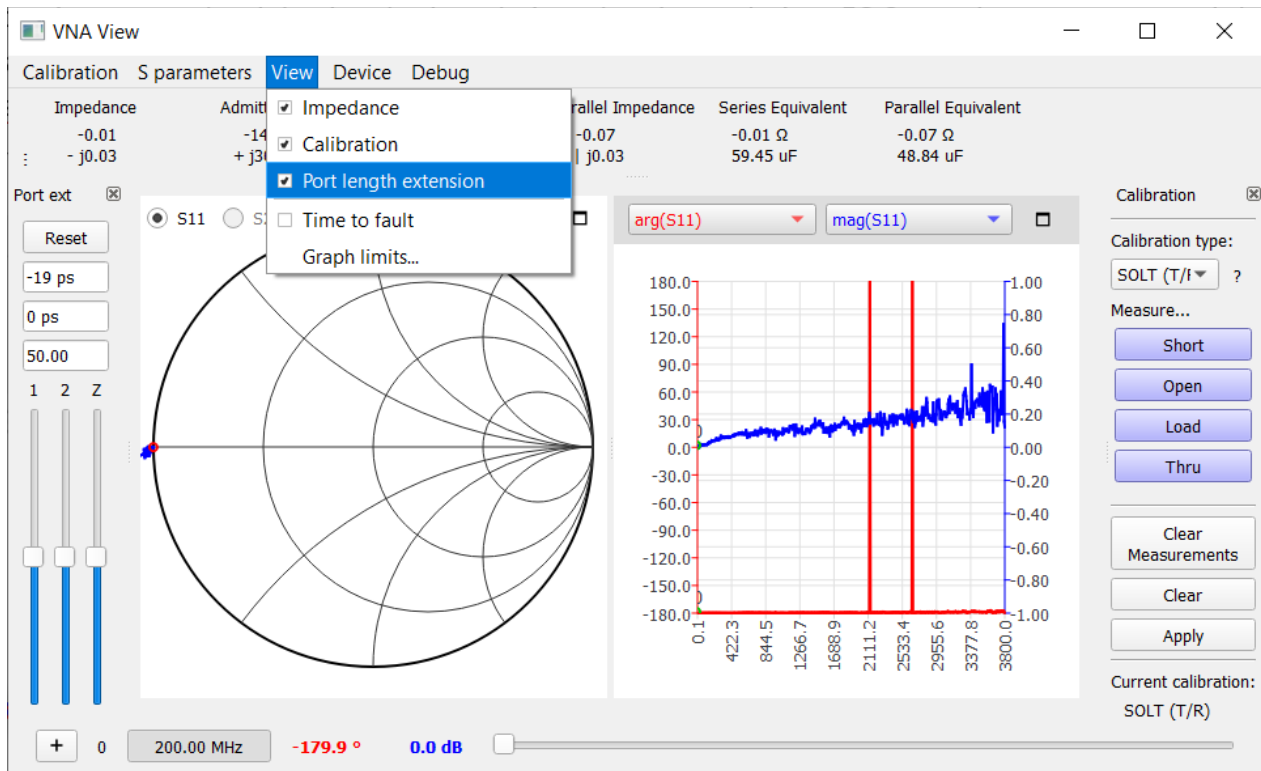 VNA View
Calibration S parameters View Device Debug
Impedance
Calibration
Port length extension
Time to fault
Graph limits...
Impedance
-0.01
- j0.03
rallel Impedance
-0.07
| j0.03
Series Equivalent
-0.01 Ω
59.45 uF
Parallel Equivalent
-0.07 Ω
48.84 uF
Port ext
Reset
-19 ps
0 ps
50.00
1 2 Z
S11
arg(S11) mag(S11)
180.0
150.0
120.0
90.0
60.0
30.0
0.0
-30.0
-60.0
-90.0
-120.0
-150.0
-180.0
1.00
0.80
0.60
0.40
0.20
0.00
-0.20
-0.40
-0.60
-0.80
-1.00
0.1
422.3
844.5
1266.7
1688.9
2111.2
2533.4
2955.6
3377.8
3800.0
Calibration
Calibration type:
SOLT (T/ ?
Measure...
Short
Open
Load
Thru
Clear
Measurements
Clear
Apply
Current calibration:
SOLT (T/R)
+ 0 200.00 MHz -179.9 ° 0.0 dB